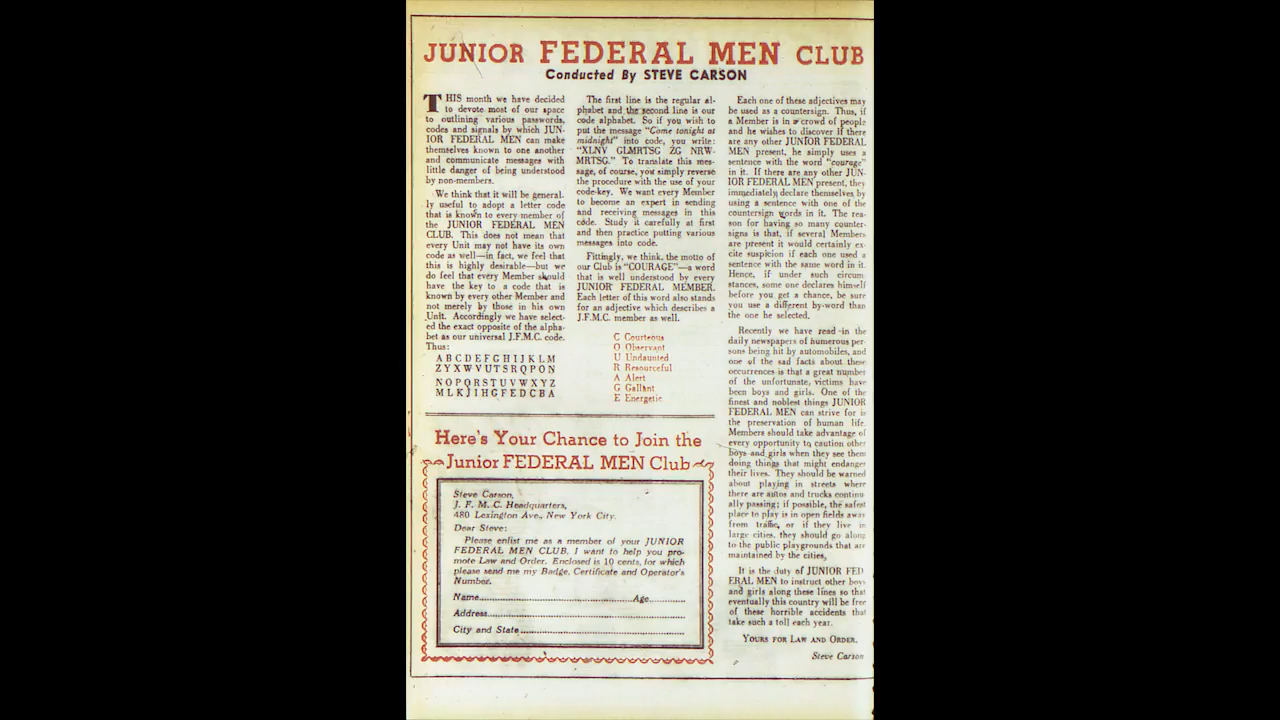 JUNIOR FEDERAL MEN CLUB
Conducted By STEVE CARSON
THIS month we have decided
to devote most of our space
to outlining various passwords,
codes and signals by which JUN-
IOR FEDERAL MEN can make
themselves known to one another
and communicate messages with
little danger of being understood
by non-members.
We think that it will be general-
ly useful to adopt a letter code
that is known to every member of
the JUNIOR FEDERAL MEN
CLUB. This does not mean that
every Unit may not have its own
code as well—in fact, we feel that
this is highly desirable—but we
do feel that every Member should
have the key to a code that is
known by every other Member and
not merely by those in his own
Unit. Accordingly we have select-
ed the exact opposite of the alpha-
bet as our universal J.F.M.C. code.
Thus:
A B C D E F G H I J K L M
Z Y X W V U T S R Q P O N
N O P Q R S T U V W X Y Z
M L K J I H G F E D C B A
The first line is the regular al-
phabet and the second line is our
code alphabet. So if you wish to
put the message "Come tonight at
midnight" into code, you write:
"XLNV GLMRTSG ZG NRW-
MRTSG." To translate this mes-
sage, of course, you simply reverse
the procedure with the use of your
code-key. We want every Member
to become an expert in sending
and receiving messages in this
code. Study it carefully at first
and then practice putting various
messages into code.
Fittingly, we think, the motto of
our Club is "COURAGE"—a word
that is well understood by every
JUNIOR FEDERAL MEMBER.
Each letter of this word also stands
for an adjective which describes a
J.F.M.C. member as well.
C Courteous
O Observant
U Undaunted
R Resourceful
A Alert
G Gallant
E Energetic
Each one of these adjectives may
be used as a countersign. Thus, if
a Member is in a crowd of people
and he wishes to discover if there
are any other JUNIOR FEDERAL
MEN present, he simply uses a
sentence with the word "courage"
in it. If there are any other JUN-
IOR FEDERAL MEN present, they
immediately declare themselves by
using a sentence with one of the
countersign words in it. The rea-
son for having so many counter-
signs is that, if several Members
are present it would certainly ex-
cite suspicion if each one used a
sentence with the same word in it.
Hence, if under such circum
stances, some one declares himself
before you get a chance, be sure
you use a different by-word than
the one he selected.
Recently we have read in the
daily newspapers of numerous per-
sons being hit by automobiles, and
one of the sad facts about these
occurrences is that a great number
of the unfortunate, victims have
been boys and girls. One of the
finest and noblest things JUNIOR
FEDERAL MEN can strive for is
the preservation of human life.
Members should take advantage of
every opportunity to caution other
boys and girls when they see them
doing things that might endanger
their lives. They should be warned
about playing in streets where
there are autos and trucks continu
ally passing; if possible, the safest
place to play is in open fields away
from traffic, or if they live in
large cities, they should go along
to the public playgrounds that are
maintained by the cities.
It is the duty of JUNIOR FED
ERAL MEN to instruct other boys
and girls along these lines so that
eventually this country will be free
of these horrible accidents that
take such a toll each year.
YOURS FOR LAW AND ORDER,
Steve Carson
Here's Your Chance to Join the
Junior FEDERAL MEN Club
Steve Carson,
J. F. M. C. Headquarters,
480 Lexington Ave., New York City.
Dear Steve:
Please enlist me as a member of your JUNIOR
FEDERAL MEN CLUB. I want to help you pro-
mote Law and Order. Enclosed is 10 cents, for which
please send me my Badge, Certificate and Operator's
Number.
Name Age
Address
City and State